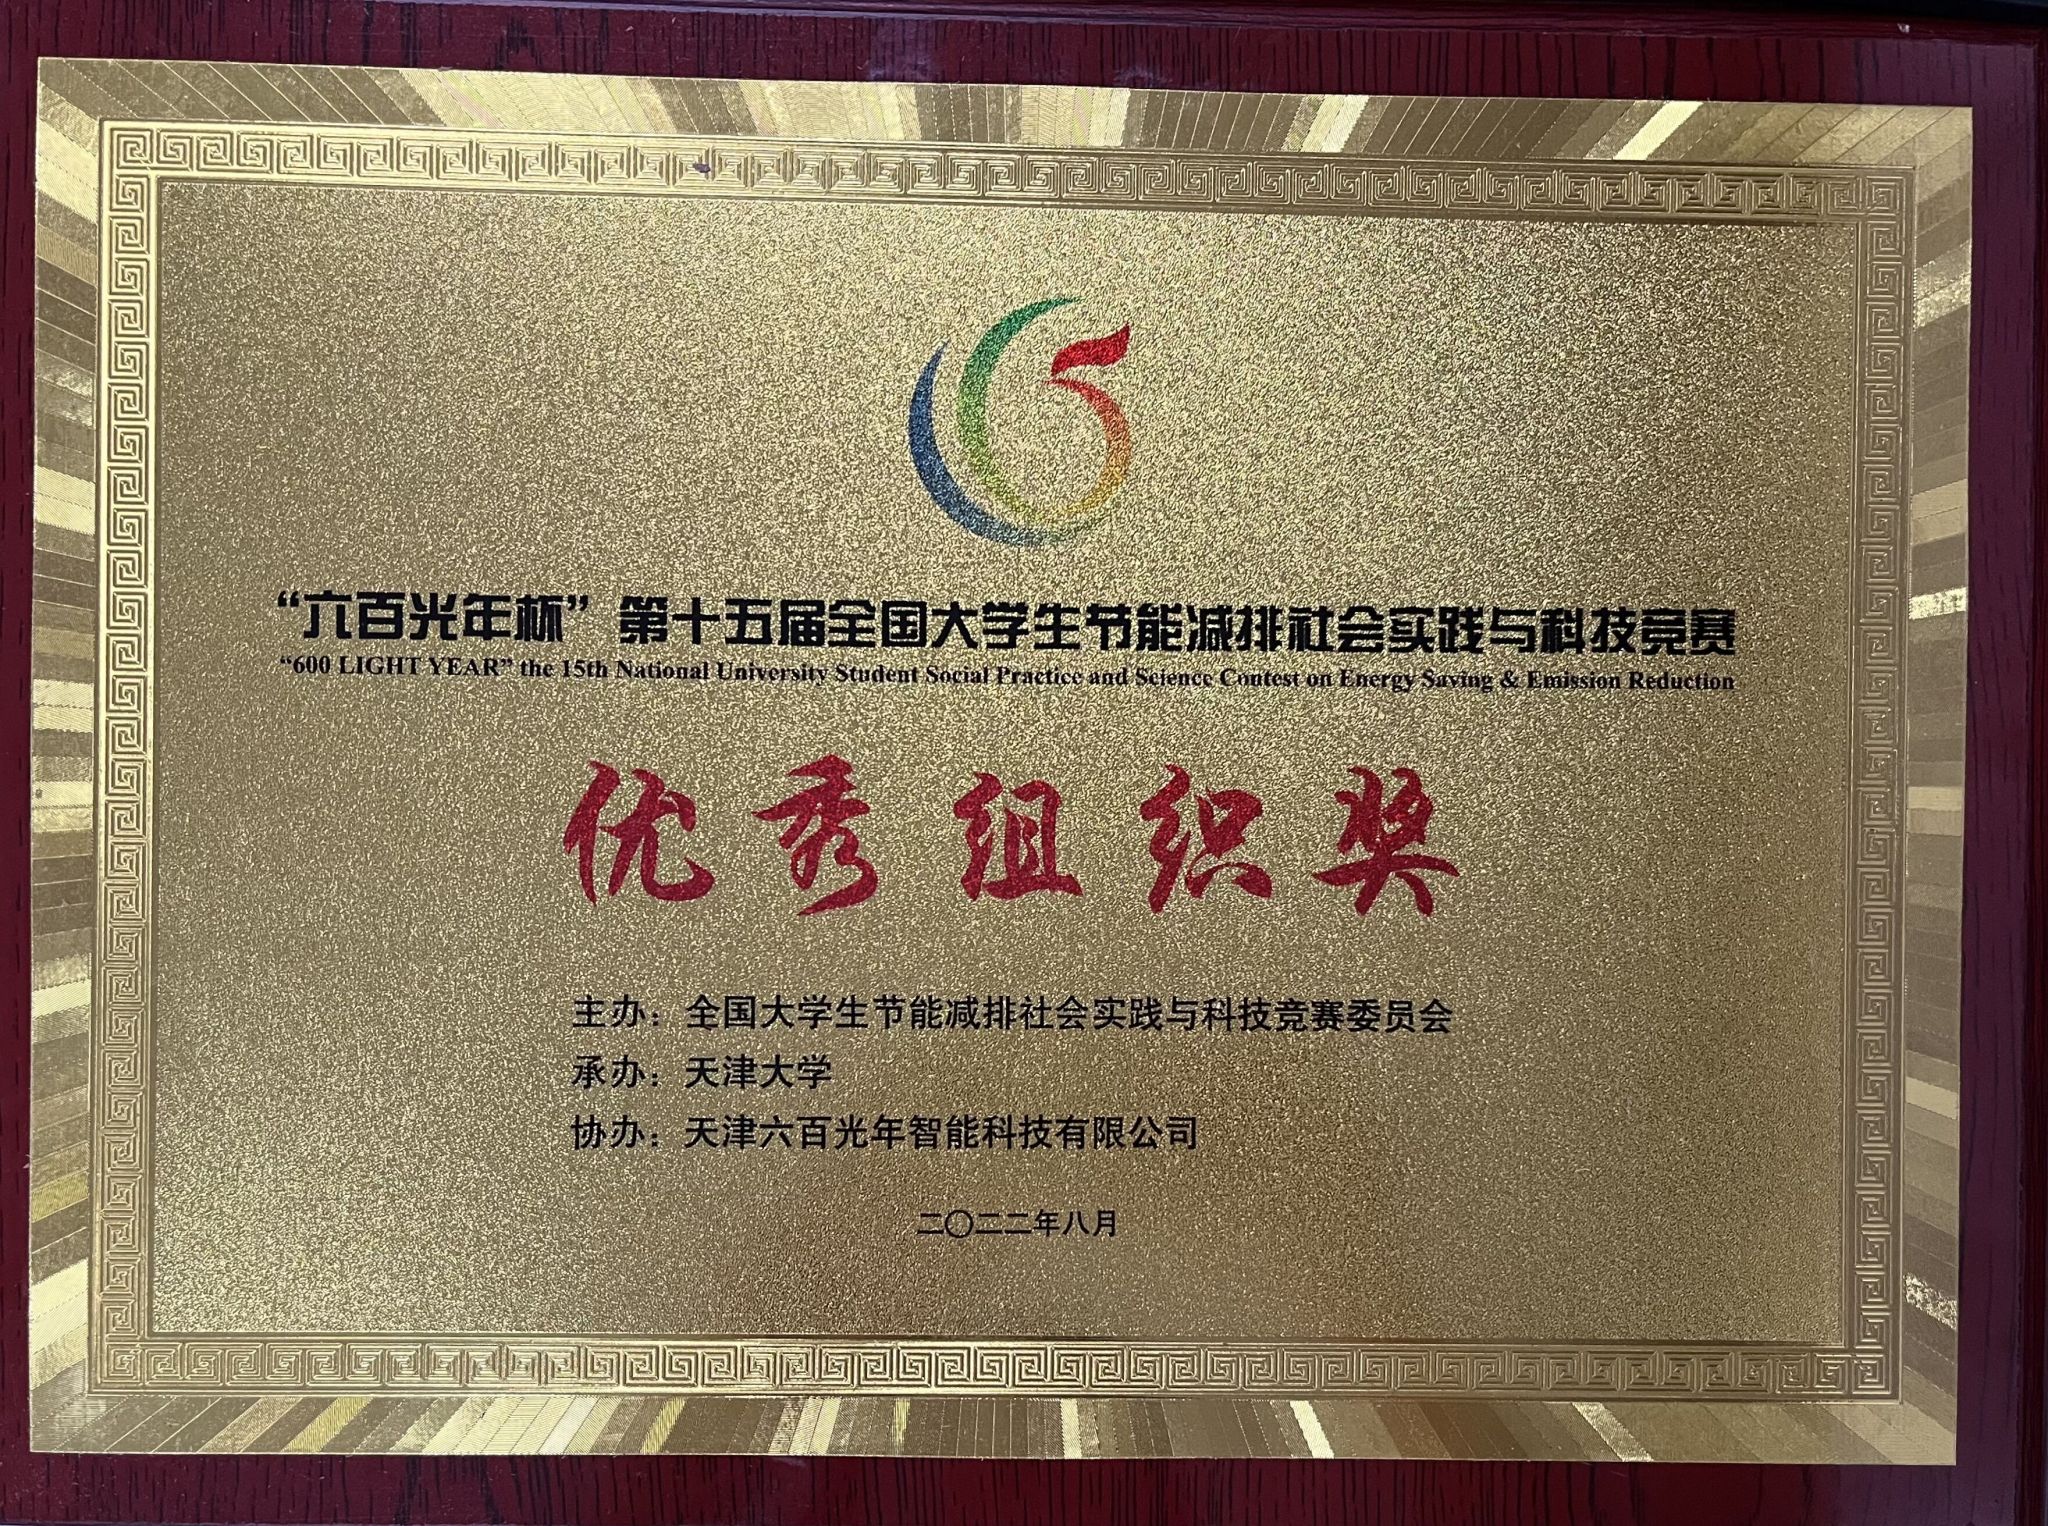 “六百光年杯”第十五届全国大学生节能减排社会实践与科技竞赛
“600 LIGHT YEAR” the 15th National University Student Social Practice and Science Contest on Energy Saving & Emission Reduction
优秀组织奖
主办：全国大学生节能减排社会实践与科技竞赛委员会
承办：天津大学
协办：天津六百光年智能科技有限公司
二〇二二年八月